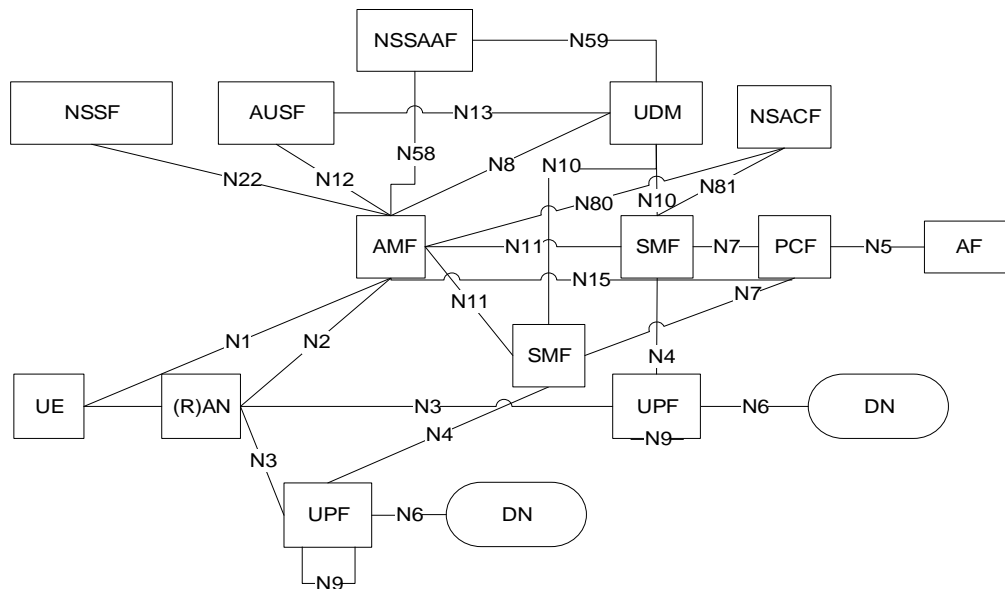 NSSAAF
N59
NSSF
AUSF
N13
UDM
NSACF
N58
N8
N10
N22
N12
N81
N80
N10
AMF
N11
SMF
N7
PCF
N5
AF
N15
N11
N7
N1
N2
SMF
N4
UE
(R)AN
N3
UPF
N6
DN
N4
N9
N3
UPF
N6
DN
N9